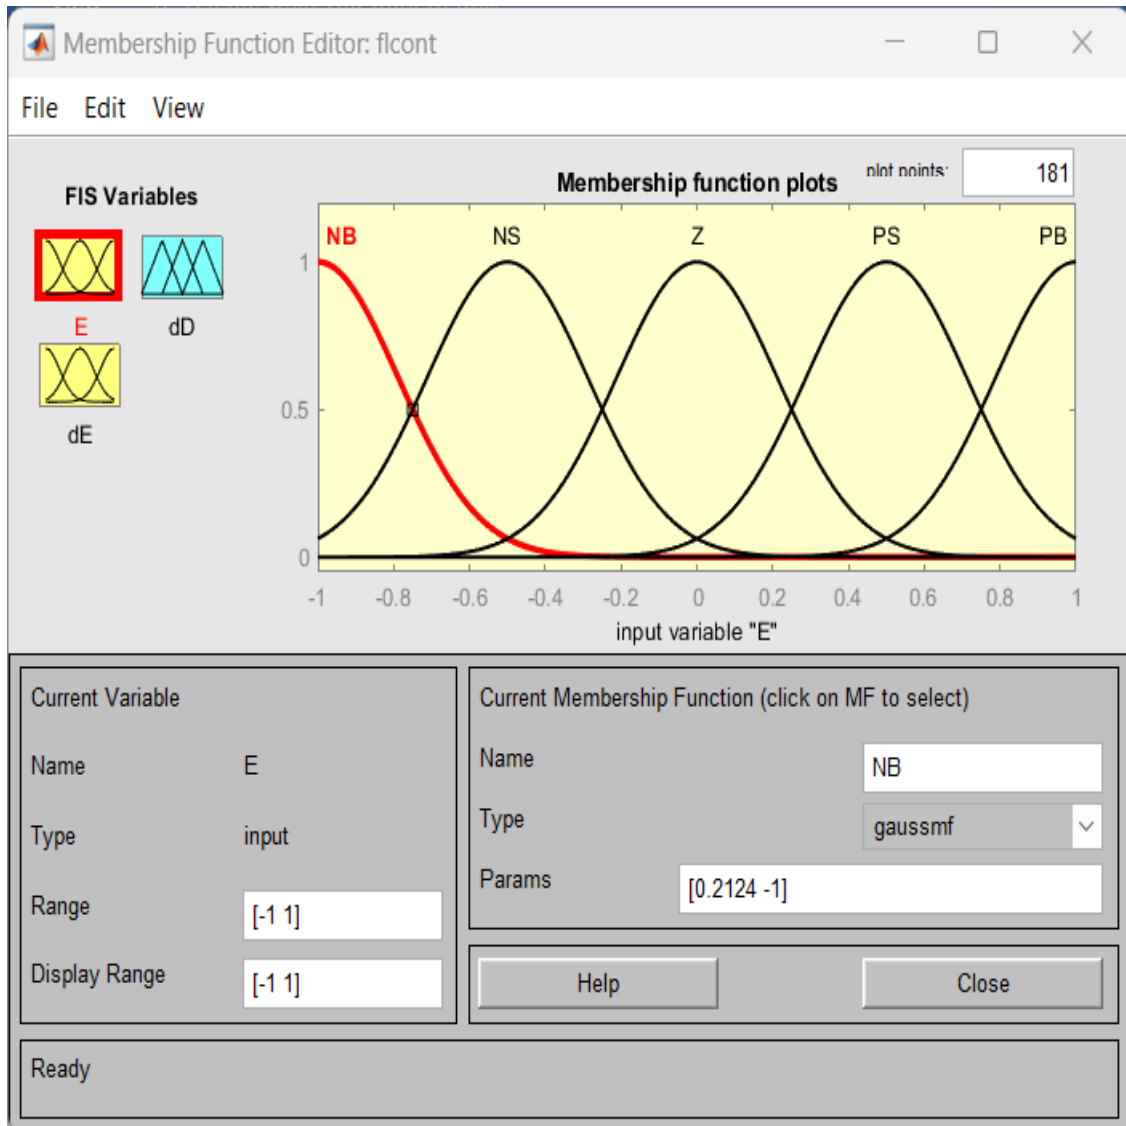 Membership Function Editor: flcont
File Edit View
FIS Variables
E
dD
dE
Membership function plots
plot points:
181
NB NS Z PS PB
1
0.5
0
-1 -0.8 -0.6 -0.4 -0.2 0 0.2 0.4 0.6 0.8 1
input variable "E"
Current Variable
Name E
Type input
Range [-1 1]
Display Range [-1 1]
Current Membership Function (click on MF to select)
Name NB
Type gaussmf
Params [0.2124 -1]
Help Close
Ready